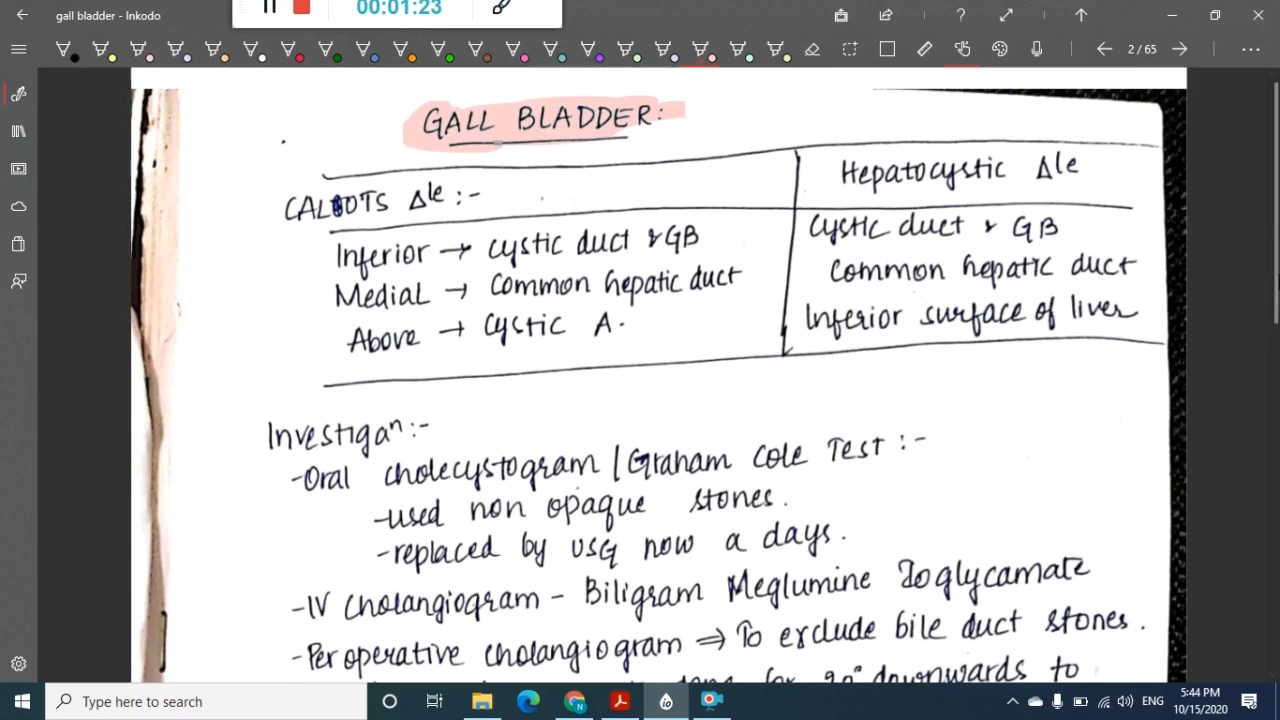 gall bladder - Inkodo
00:01:23
2/65
GALL BLADDER:
CALOTS Δle :-
Hepatocystic Δle
Inferior → cystic duct & GB
Cystic duct & GB
Medial → Common hepatic duct
Common hepatic duct
Above → Cystic A.
Inferior surface of liver
Investigaⁿ:-
-Oral cholecystogram / Graham Cole Test :-
-used non opaque stones.
-replaced by USG now a days.
-IV Cholangiogram - Biligram Meglumine Ioglycamate
-Per operative cholangiogram ⇒ To exclude bile duct stones.
downwards to
Type here to search
ENG
5:44 PM
10/15/2020